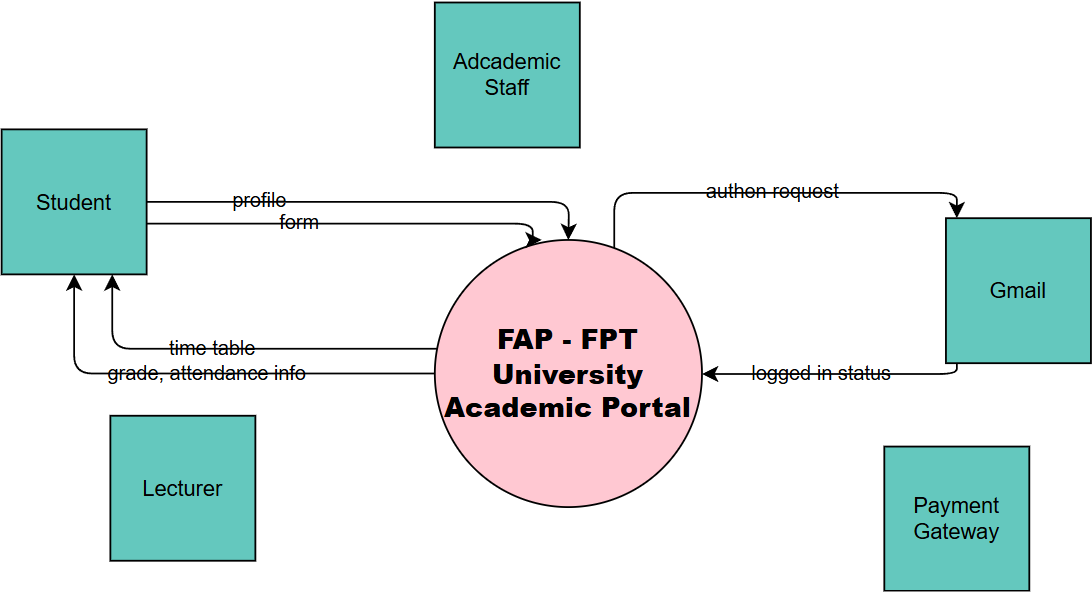 Adcademic
Staff
Student
profile
form
authen request
Gmail
time table
grade, attendance info
FAP - FPT
University
Academic Portal
logged in status
Lecturer
Payment
Gateway